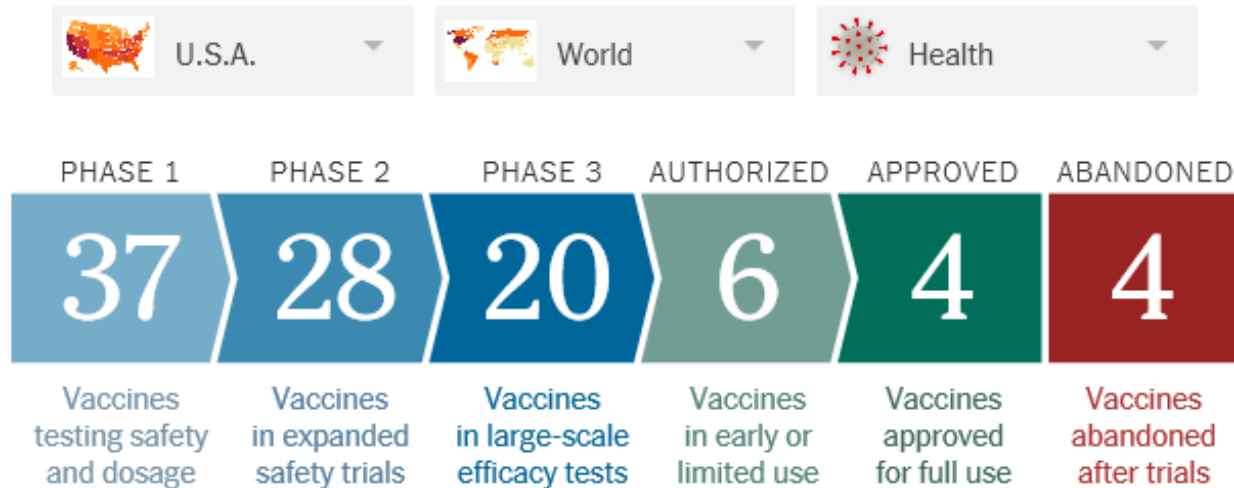 U.S.A.
World
Health
PHASE 1
PHASE 2
PHASE 3
AUTHORIZED
APPROVED
ABANDONED
37
28
20
6
4
4
Vaccines
testing safety
and dosage
Vaccines
in expanded
safety trials
Vaccines
in large-scale
efficacy tests
Vaccines
in early or
limited use
Vaccines
approved
for full use
Vaccines
abandoned
after trials